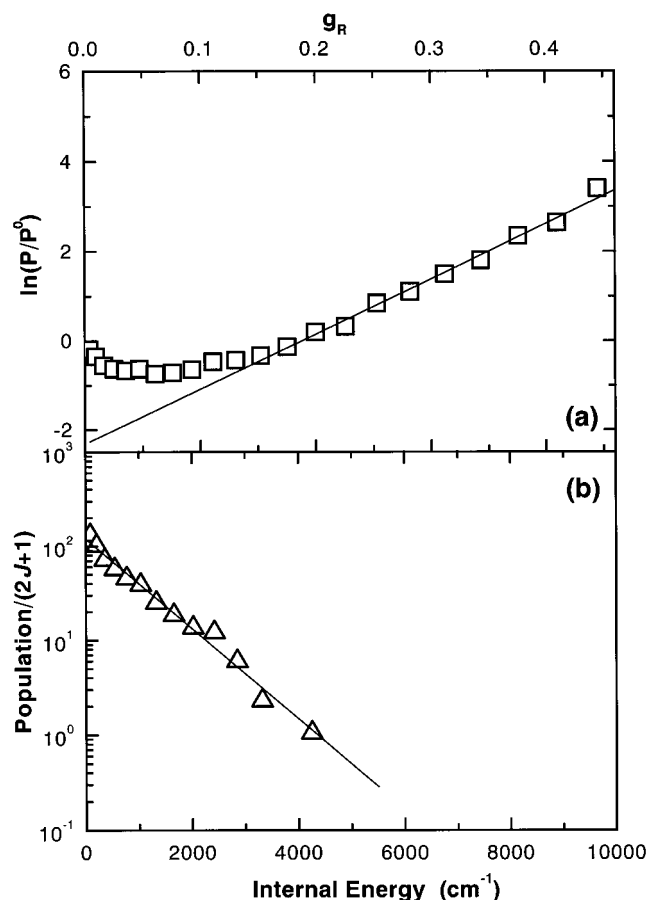 g_R
0.0 0.1 0.2 0.3 0.4
6
4
2
0
-2
ln(P/P⁰)
(a)
10³
10²
10¹
10⁰
10⁻¹
Population/(2J+1)
(b)
0 2000 4000 6000 8000 10000
Internal Energy (cm⁻¹)